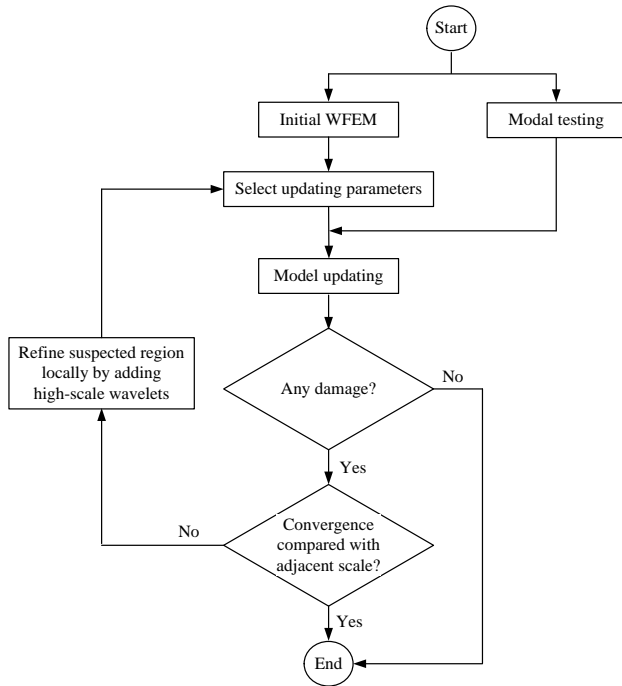 Start
Initial WFEM
Modal testing
Select updating parameters
Model updating
Refine suspected region
locally by adding
high-scale wavelets
Any damage?
No
Yes
No
Convergence
compared with
adjacent scale?
Yes
End